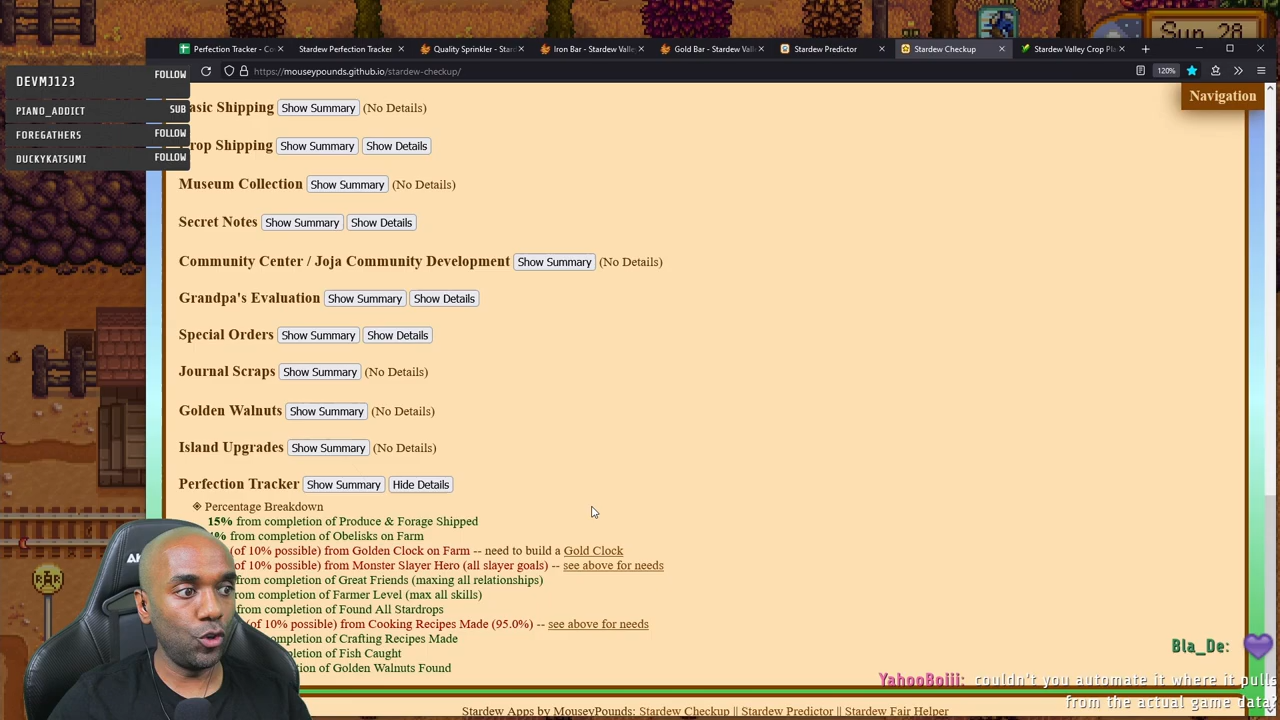 Sun. 28
Perfection Tracker - Co
Stardew Perfection Tracker
Quality Sprinkler - Stardew
Iron Bar - Stardew Valle
Gold Bar - Stardew Vall
Stardew Predictor
Stardew Checkup
Stardew Valley Crop Pla
https://mouseypounds.github.io/stardew-checkup/
120%
DEVMJ123 FOLLOW
PIANO_ADDICT SUB
FOREGATHERS FOLLOW
DUCKYKATSUMI FOLLOW
Navigation
asic Shipping Show Summary (No Details)
rop Shipping Show Summary Show Details
Museum Collection Show Summary (No Details)
Secret Notes Show Summary Show Details
Community Center / Joja Community Development Show Summary (No Details)
Grandpa's Evaluation Show Summary Show Details
Special Orders Show Summary Show Details
Journal Scraps Show Summary (No Details)
Golden Walnuts Show Summary (No Details)
Island Upgrades Show Summary (No Details)
Perfection Tracker Show Summary Hide Details
Percentage Breakdown
15% from completion of Produce & Forage Shipped
% from completion of Obelisks on Farm
(of 10% possible) from Golden Clock on Farm -- need to build a Gold Clock
(of 10% possible) from Monster Slayer Hero (all slayer goals) -- see above for needs
from completion of Great Friends (maxing all relationships)
rom completion of Farmer Level (max all skills)
rom completion of Found All Stardrops
(of 10% possible) from Cooking Recipes Made (95.0%) -- see above for needs
mpletion of Crafting Recipes Made
pletion of Fish Caught
tion of Golden Walnuts Found
Stardew Apps by MouseyPounds: Stardew Checkup || Stardew Predictor || Stardew Fair Helper
Bla_De:
YahooBoiii: couldn't you automate it where it pulls
from the actual game data?